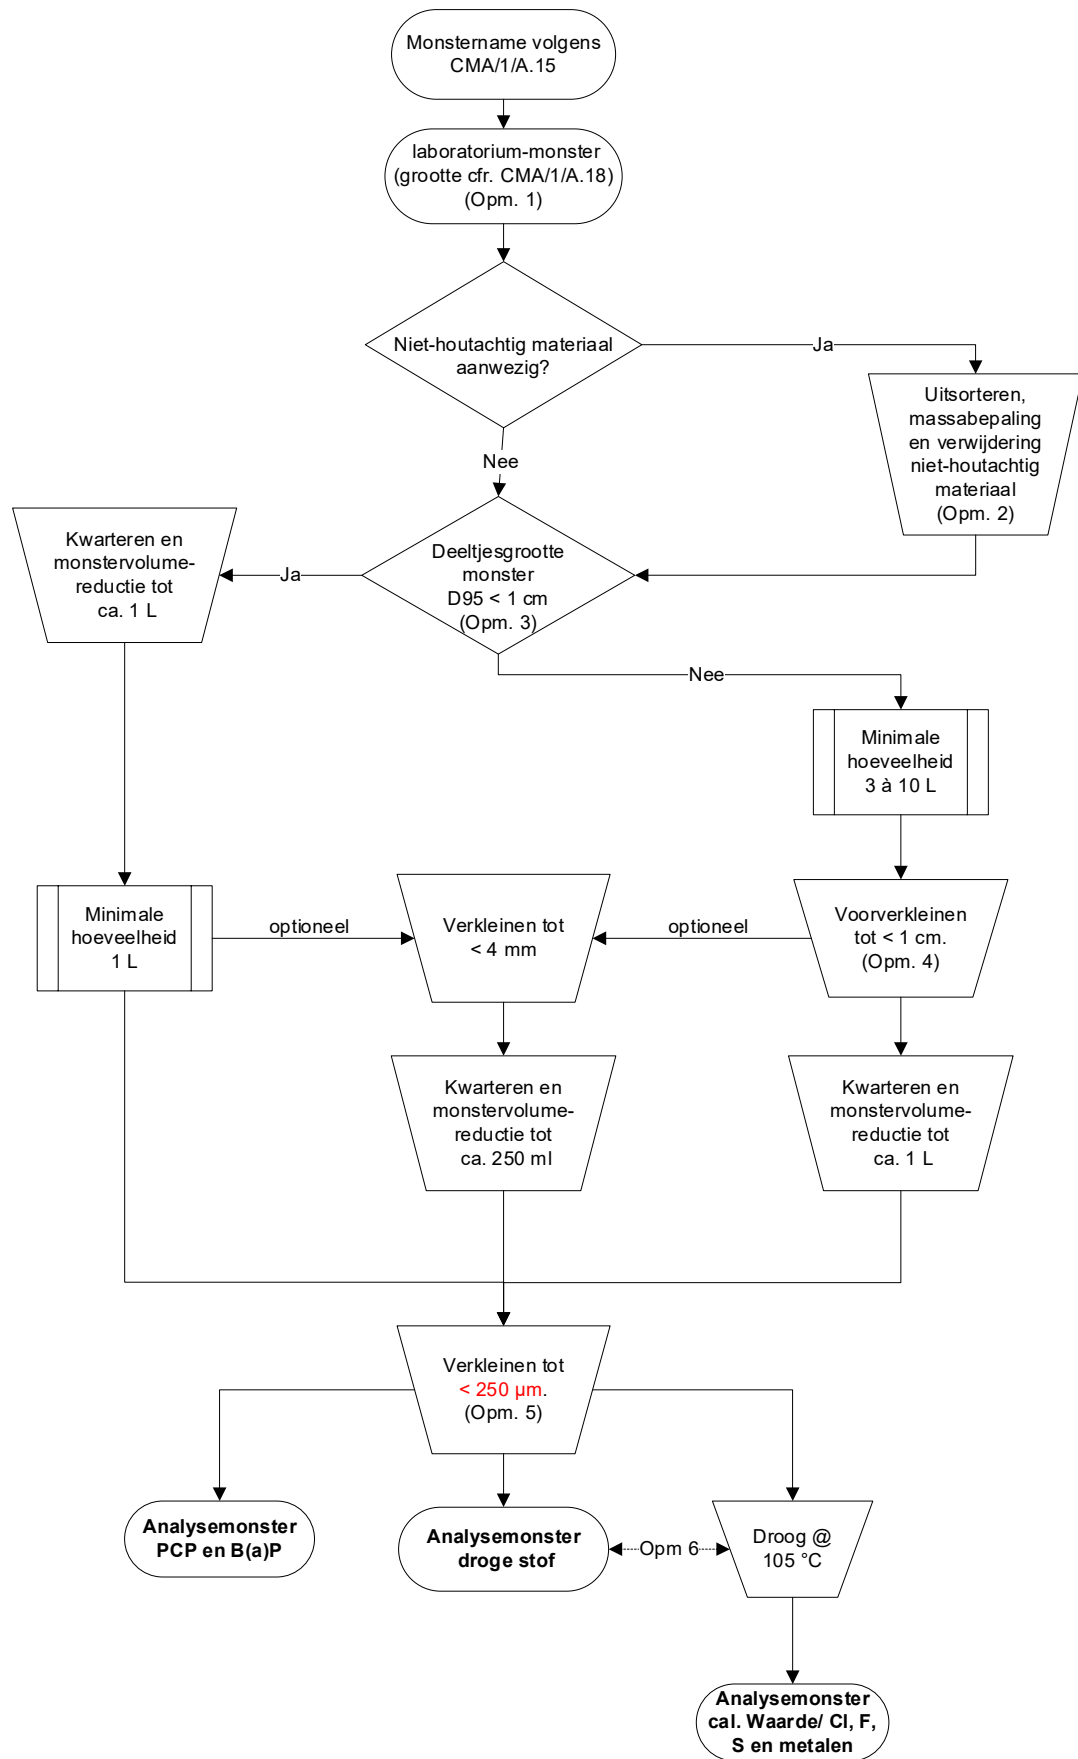 Monstername volgens
CMA/1/A.15
laboratorium-monster
(grootte cfr. CMA/1/A.18)
(Opm. 1)
Niet-houtachtig materiaal
aanwezig?
Ja
Uitsorteren,
massabepaling
en verwijdering
niet-houtachtig
materiaal
(Opm. 2)
Nee
Deeltjesgrootte
monster
D95 < 1 cm
(Opm. 3)
Ja
Kwarteren en
monstervolume-
reductie tot
ca. 1 L
Nee
Minimale
hoeveelheid
3 à 10 L
Minimale
hoeveelheid
1 L
optioneel
Verkleinen tot
< 4 mm
optioneel
Voorverkleinen
tot < 1 cm.
(Opm. 4)
Kwarteren en
monstervolume-
reductie tot
ca. 250 ml
Kwarteren en
monstervolume-
reductie tot
ca. 1 L
Verkleinen tot
< 250 µm.
(Opm. 5)
Analysemonster
PCP en B(a)P
Analysemonster
droge stof
Opm 6
Droog @
105 °C
Analysemonster
cal. Waarde/ Cl, F,
S en metalen